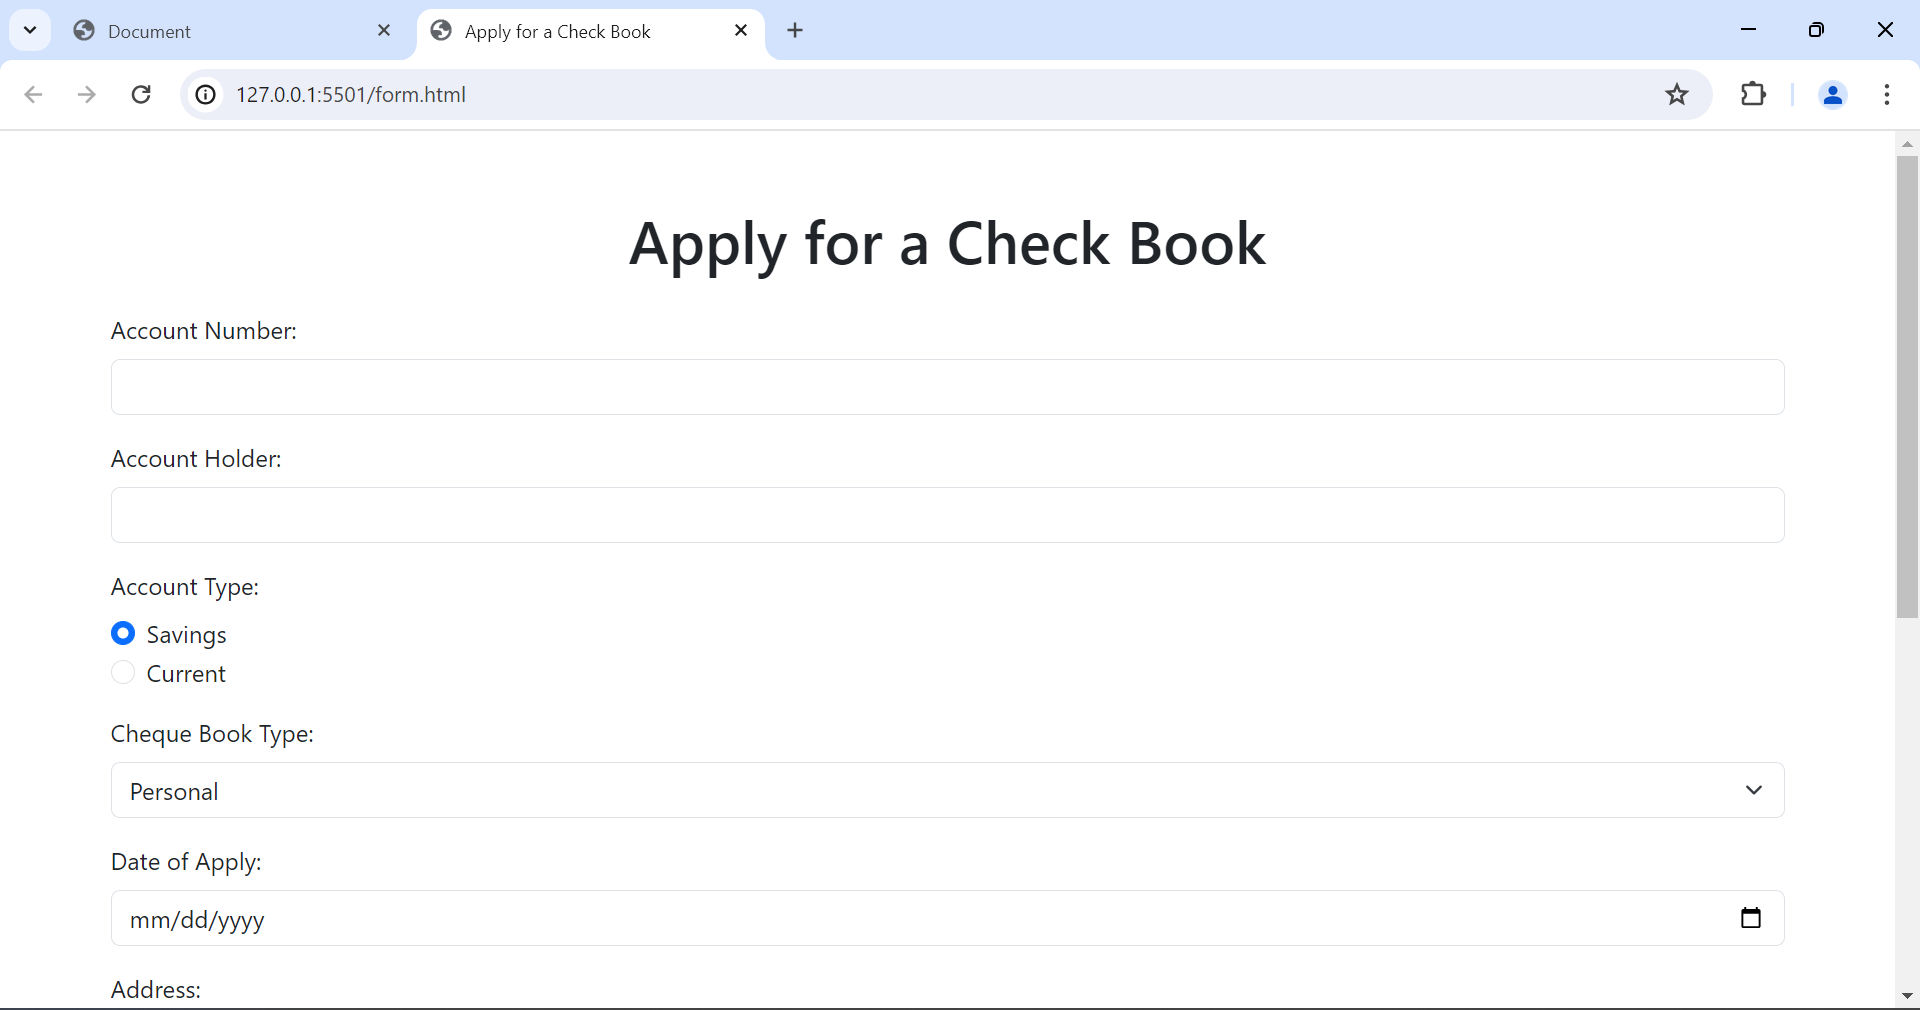 Document
Apply for a Check Book
127.0.0.1:5501/form.html
Apply for a Check Book
Account Number:
Account Holder:
Account Type:
Savings
Current
Cheque Book Type:
Personal
Date of Apply:
mm/dd/yyyy
Address: